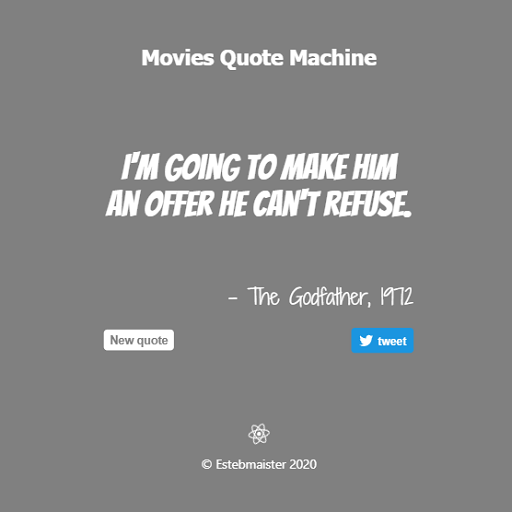 Movies Quote Machine
I'M GOING TO MAKE HIM
AN OFFER HE CAN'T REFUSE.
- The Godfather, 1972
New quote
tweet
© Estebmaister 2020